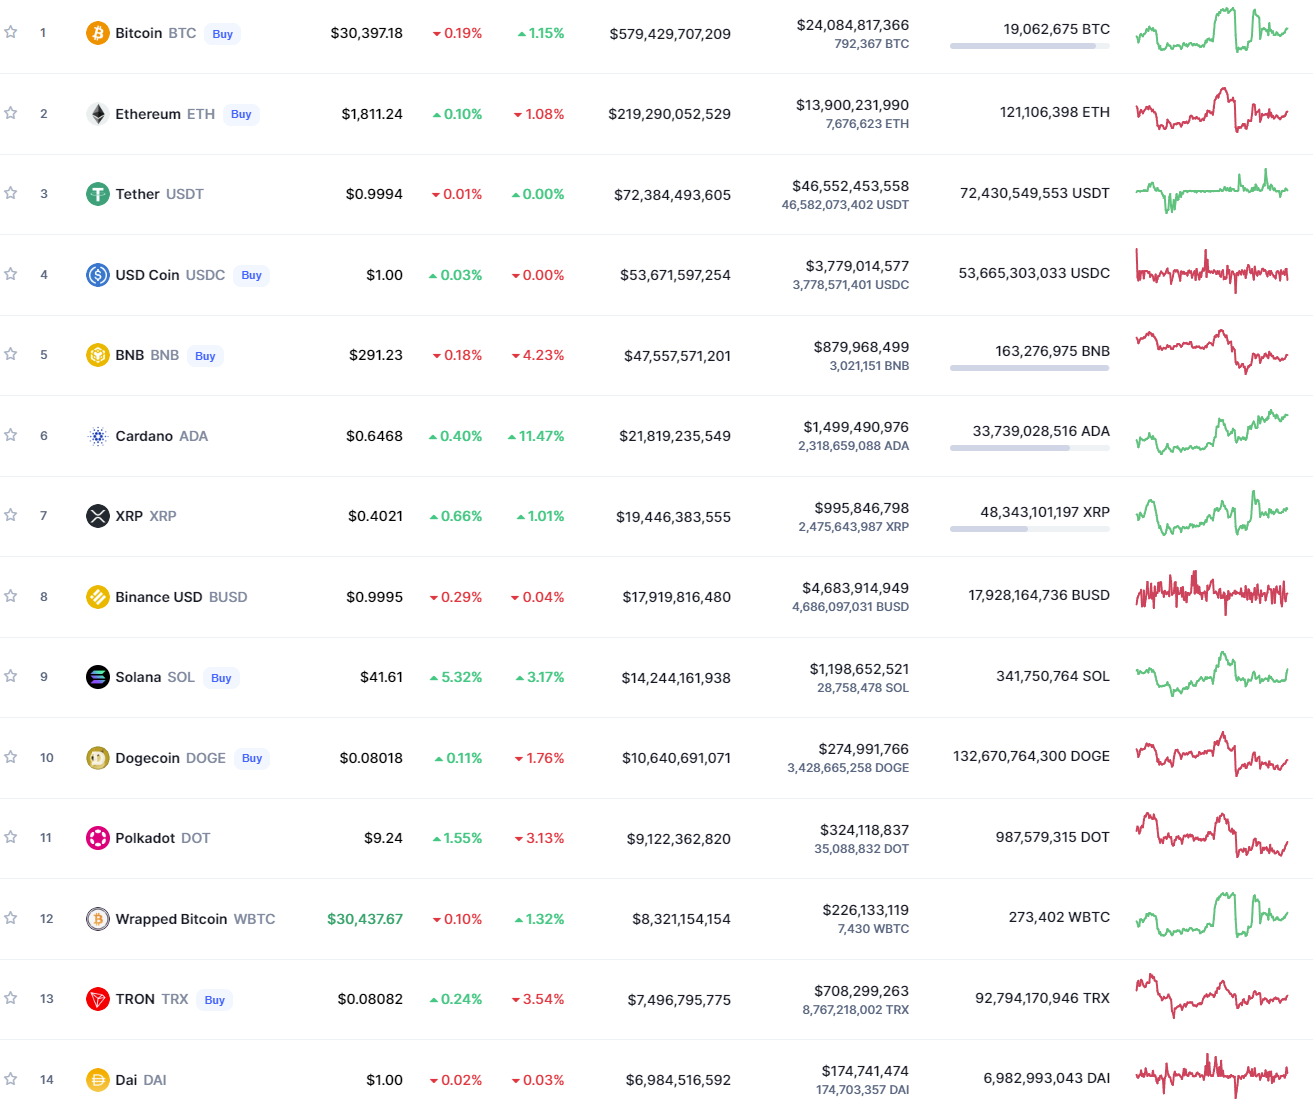 1 Bitcoin BTC Buy $30,397.18 0.19% 1.15% $579,429,707,209 $24,084,817,366 19,062,675 BTC
792,367 BTC
2 Ethereum ETH Buy $1,811.24 0.10% 1.08% $219,290,052,529 $13,900,231,990 121,106,398 ETH
7,676,623 ETH
3 Tether USDT $0.9994 0.01% 0.00% $72,384,493,605 $46,552,453,558 72,430,549,553 USDT
46,582,073,402 USDT
4 USD Coin USDC Buy $1.00 0.03% 0.00% $53,671,597,254 $3,779,014,577 53,665,303,033 USDC
3,778,571,401 USDC
5 BNB BNB Buy $291.23 0.18% 4.23% $47,557,571,201 $879,968,499 163,276,975 BNB
3,021,151 BNB
6 Cardano ADA $0.6468 0.40% 11.47% $21,819,235,549 $1,499,490,976 33,739,028,516 ADA
2,318,659,088 ADA
7 XRP XRP $0.4021 0.66% 1.01% $19,446,383,555 $995,846,798 48,343,101,197 XRP
2,475,643,987 XRP
8 Binance USD BUSD $0.9995 0.29% 0.04% $17,919,816,480 $4,683,914,949 17,928,164,736 BUSD
4,686,097,031 BUSD
9 Solana SOL Buy $41.61 5.32% 3.17% $14,244,161,938 $1,198,652,521 341,750,764 SOL
28,758,478 SOL
10 Dogecoin DOGE Buy $0.08018 0.11% 1.76% $10,640,691,071 $274,991,766 132,670,764,300 DOGE
3,428,665,258 DOGE
11 Polkadot DOT $9.24 1.55% 3.13% $9,122,362,820 $324,118,837 987,579,315 DOT
35,088,832 DOT
12 Wrapped Bitcoin WBTC $30,437.67 0.10% 1.32% $8,321,154,154 $226,133,119 273,402 WBTC
7,430 WBTC
13 TRON TRX Buy $0.08082 0.24% 3.54% $7,496,795,775 $708,299,263 92,794,170,946 TRX
8,767,218,002 TRX
14 Dai DAI $1.00 0.02% 0.03% $6,984,516,592 $174,741,474 6,982,993,043 DAI
174,703,357 DAI